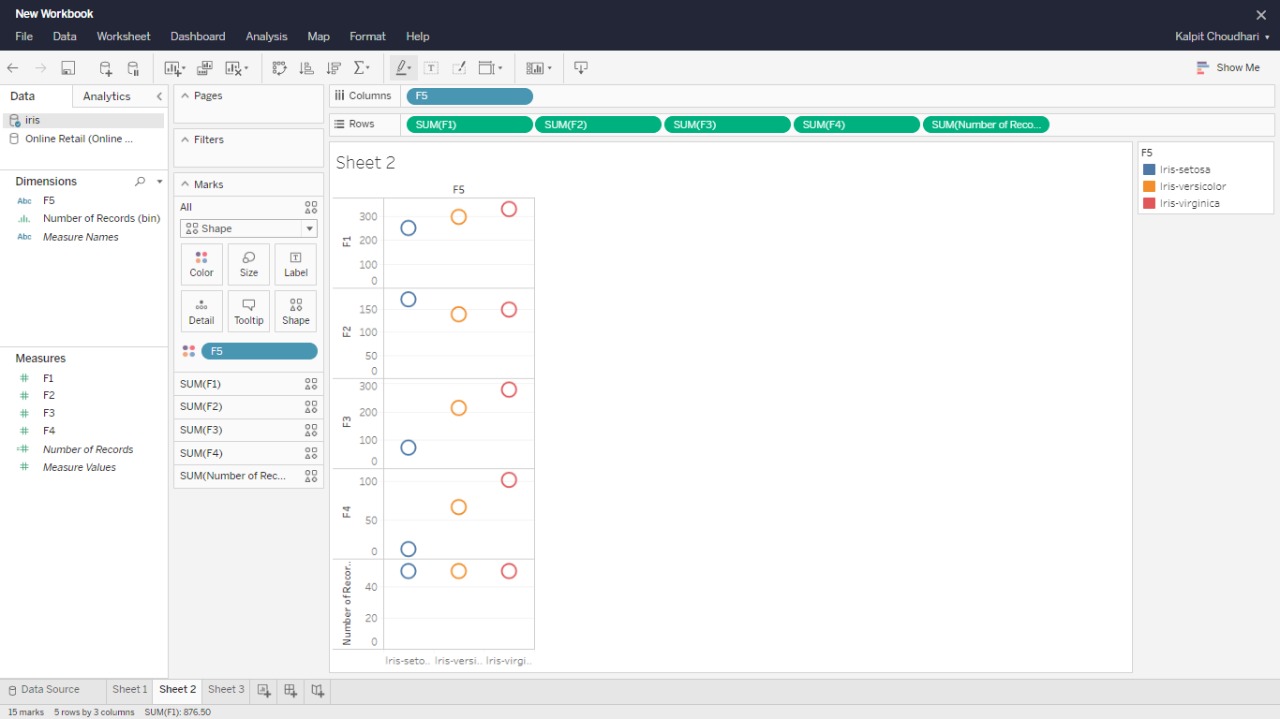 New Workbook
File Data Worksheet Dashboard Analysis Map Format Help
Kalpit Choudhari
Show Me
Data Analytics
iris
Online Retail (Online ...
Dimensions
Abc F5
Number of Records (bin)
Abc Measure Names
Measures
F1
F2
F3
F4
Number of Records
Measure Values
Pages
Filters
Marks
All
Shape
Color Size Label
Detail Tooltip Shape
F5
SUM(F1)
SUM(F2)
SUM(F3)
SUM(F4)
SUM(Number of Rec...
Columns F5
Rows SUM(F1) SUM(F2) SUM(F3) SUM(F4) SUM(Number of Reco...
Sheet 2
F5
F1
300
200
100
0
F2
150
100
50
0
F3
300
200
100
0
F4
100
50
0
Number of Recor..
40
20
0
Iris-seto.. Iris-versi.. Iris-virgi..
F5
Iris-setosa
Iris-versicolor
Iris-virginica
Data Source Sheet 1 Sheet 2 Sheet 3
15 marks 5 rows by 3 columns SUM(F1): 876.50